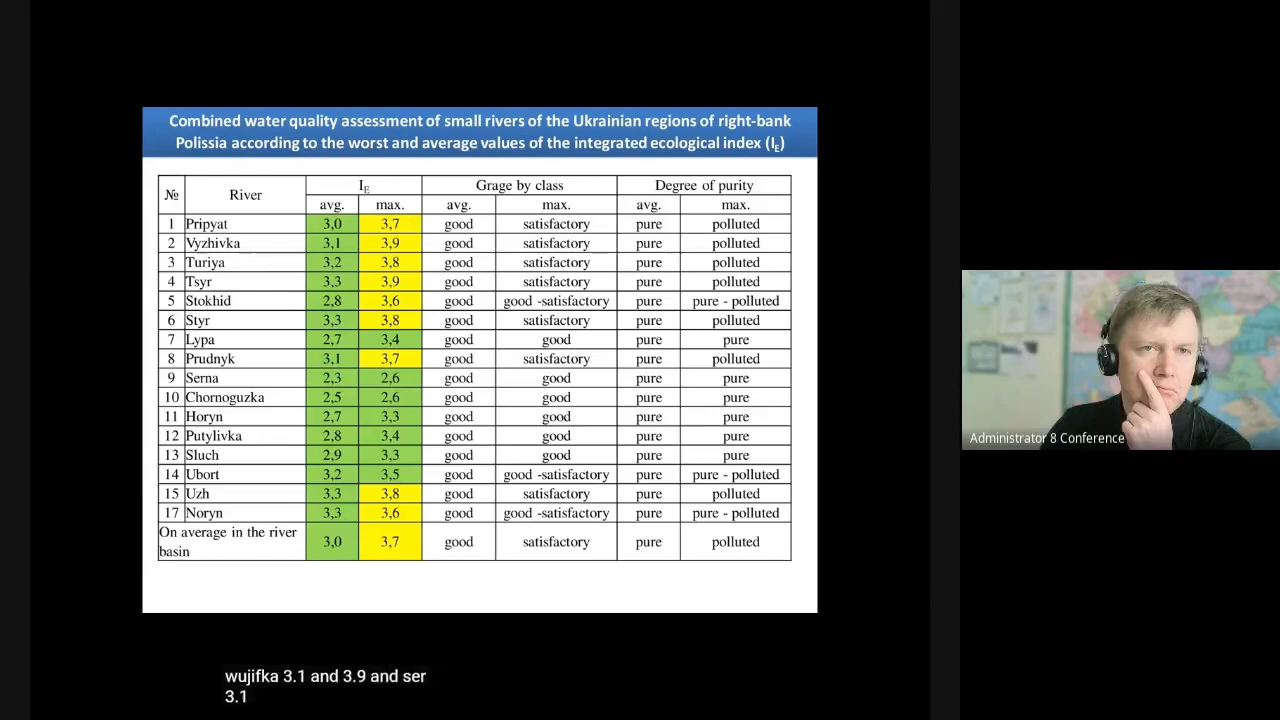 Combined water quality assessment of small rivers of the Ukrainian regions of right-bank
Polissia according to the worst and average values of the integrated ecological index (IE)
№ River IE Grage by class Degree of purity
avg. max. avg. max. avg. max.
1 Pripyat 3,0 3,7 good satisfactory pure polluted
2 Vyzhivka 3,1 3,9 good satisfactory pure polluted
3 Turiya 3,2 3,8 good satisfactory pure polluted
4 Tsyr 3,3 3,9 good satisfactory pure polluted
5 Stokhid 2,8 3,6 good good -satisfactory pure pure - polluted
6 Styr 3,3 3,8 good satisfactory pure polluted
7 Lypa 2,7 3,4 good good pure pure
8 Prudnyk 3,1 3,7 good satisfactory pure polluted
9 Serna 2,3 2,6 good good pure pure
10 Chornoguzka 2,5 2,6 good good pure pure
11 Horyn 2,7 3,3 good good pure pure
12 Putylivka 2,8 3,4 good good pure pure
13 Sluch 2,9 3,3 good good pure pure
14 Ubort 3,2 3,5 good good -satisfactory pure pure - polluted
15 Uzh 3,3 3,8 good satisfactory pure polluted
17 Noryn 3,3 3,6 good good -satisfactory pure pure - polluted
On average in the river
basin 3,0 3,7 good satisfactory pure polluted
Administrator 8 Conference
wujifka 3.1 and 3.9 and ser
3.1